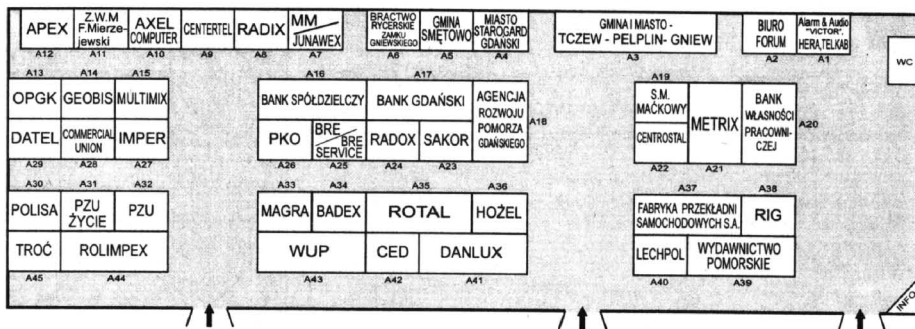 APEX
Z.W.M
F.Mierze-
jewski
AXEL
COMPUTER
CENTERTEL
RADIX
MM
JUNAWEX
BRACTWO
RYCERSKIE
ZAMKU
GNIEWSKIEGO
GMINA
SMĘTOWO
MIASTO
STAROGARD
GDAŃSKI
GMINA I MIASTO -
TCZEW - PELPLIN - GNIEW
BIURO
FORUM
Alarm & Audio
"VICTOR",
HERA,TELKAB
WC
A12
A11
A10
A9
A8
A7
A6
A5
A4
A3
A2
A1
A13
A14
A15
A16
A17
A19
OPGK
GEOBIS
MULTIMIX
BANK SPÓŁDZIELCZY
BANK GDAŃSKI
AGENCJA
ROZWOJU
POMORZA
GDAŃSKIEGO
A18
S.M.
MAĆKOWY
METRIX
BANK
WŁASNOŚCI
PRACOWNI-
CZEJ
A20
DATEL
COMMERCIAL
UNION
IMPER
PKO
BRE
BRE
SERVICE
RADOX
SAKOR
CENTROSTAL
A29
A28
A27
A26
A25
A24
A23
A22
A21
A30
A31
A32
A33
A34
A35
A36
A37
A38
POLISA
PZU
ŻYCIE
PZU
MAGRA
BADEX
ROTAL
HOŻEL
FABRYKA PRZEKŁADNI
SAMOCHODOWYCH S.A.
RIG
TROĆ
ROLIMPEX
WUP
CED
DANLUX
LECHPOL
WYDAWNICTWO
POMORSKIE
A45
A44
A43
A42
A41
A40
A39
INFO